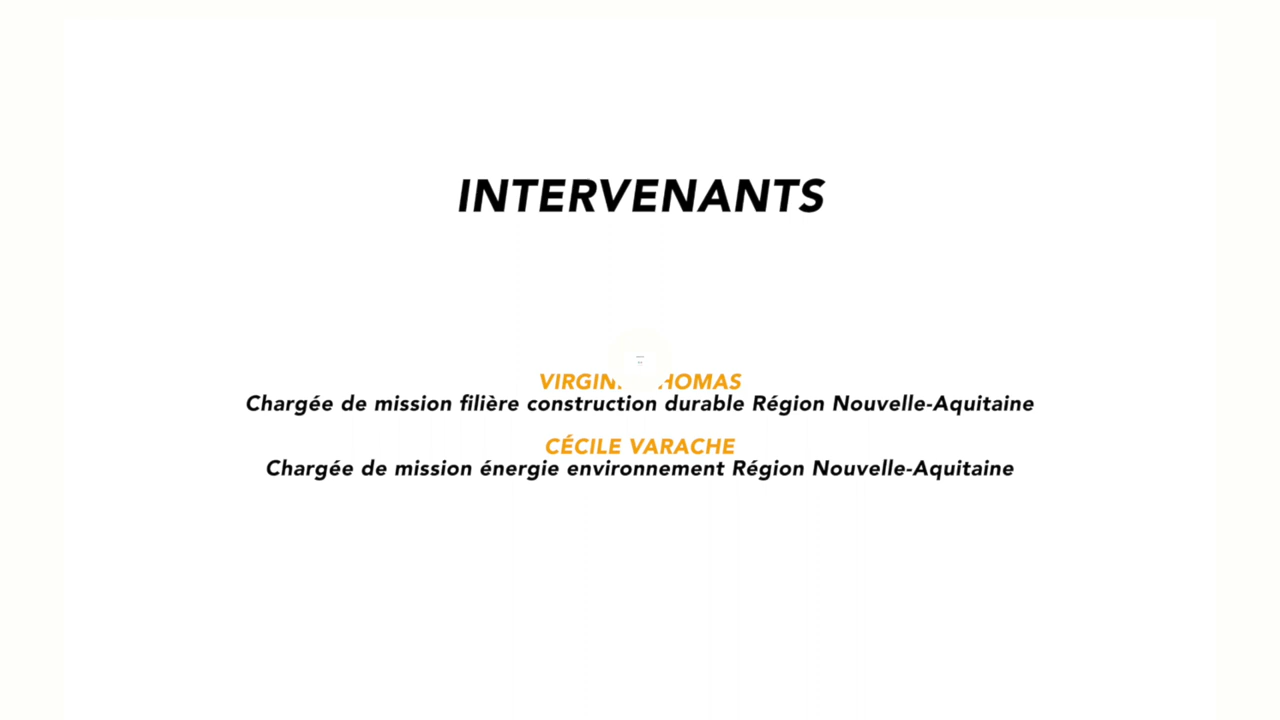 INTERVENANTS
Chargée de mission filière construction durable Région Nouvelle-Aquitaine
CÉCILE VARACHE
Chargée de mission énergie environnement Région Nouvelle-Aquitaine